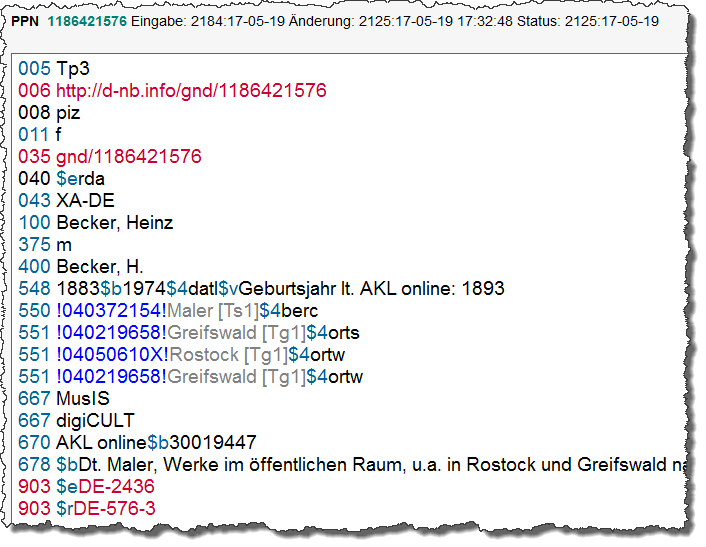 PPN 1186421576 Eingabe: 2184:17-05-19 Änderung: 2125:17-05-19 17:32:48 Status: 2125:17-05-19
005 Tp3
006 http://d-nb.info/gnd/1186421576
008 piz
011 f
035 gnd/1186421576
040 $erda
043 XA-DE
100 Becker, Heinz
375 m
400 Becker, H.
548 1883$b1974$4datl$vGeburtsjahr lt. AKL online: 1893
550 !040372154!Maler [Ts1]$4berc
551 !040219658!Greifswald [Tg1]$4orts
551 !04050610X!Rostock [Tg1]$4ortw
551 !040219658!Greifswald [Tg1]$4ortw
667 MusIS
667 digiCULT
670 AKL online$b30019447
678 $bDt. Maler, Werke im öffentlichen Raum, u.a. in Rostock und Greifswald
903 $eDE-2436
903 $rDE-576-3